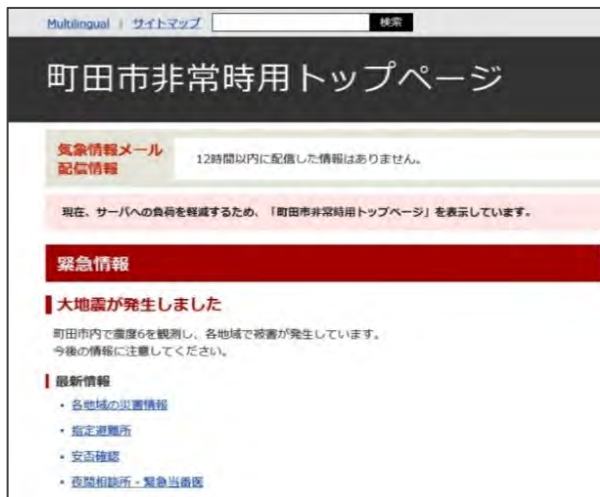 Multilingual | サイトマップ 検索
町田市非常時用トップページ
気象情報メール
配信情報
12時間以内に配信した情報はありません。
現在、サーバへの負荷を軽減するため、「町田市非常時用トップページ」を表示しています。
緊急情報
大地震が発生しました
町田市内で震度6を観測し、各地域で被害が発生しています。
今後の情報に注意してください。
最新情報
・各地域の災害情報
・指定避難所
・安否確認
・夜間相談所・緊急当番医